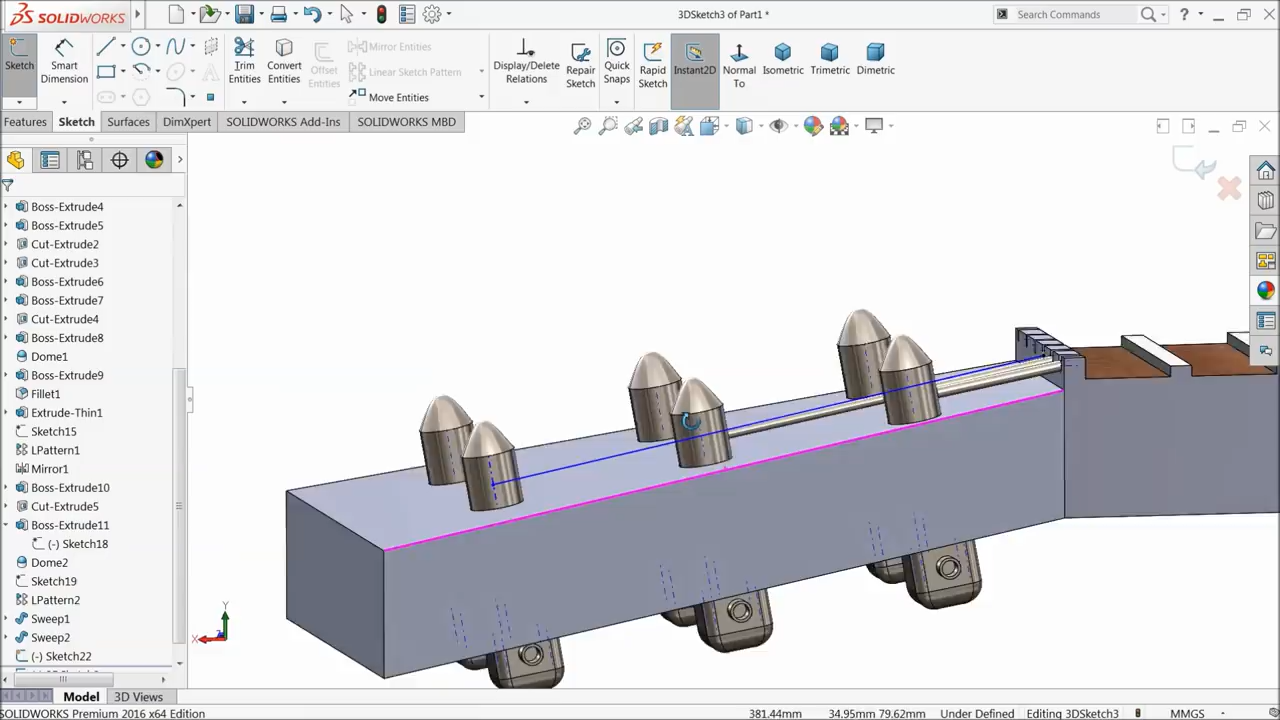 SOLIDWORKS
3DSketch3 of Part1 *
Search Commands
?
Sketch
Smart Dimension
Trim Entities
Convert Entities
Offset Entities
Mirror Entities
Linear Sketch Pattern
Move Entities
Display/Delete Relations
Repair Sketch
Quick Snaps
Rapid Sketch
Instant2D
Normal To
Isometric
Trimetric
Dimetric
Features
Sketch
Surfaces
DimXpert
SOLIDWORKS Add-Ins
SOLIDWORKS MBD
Boss-Extrude4
Boss-Extrude5
Cut-Extrude2
Cut-Extrude3
Boss-Extrude6
Boss-Extrude7
Cut-Extrude4
Boss-Extrude8
Dome1
Boss-Extrude9
Fillet1
Extrude-Thin1
Sketch15
LPattern1
Mirror1
Boss-Extrude10
Cut-Extrude5
Boss-Extrude11
(-) Sketch18
Dome2
Sketch19
LPattern2
Sweep1
Sweep2
(-) Sketch22
Y
X
Model
3D Views
SOLIDWORKS Premium 2016 x64 Edition
381.44mm
34.95mm 79.62mm
Under Defined
Editing 3DSketch3
MMGS